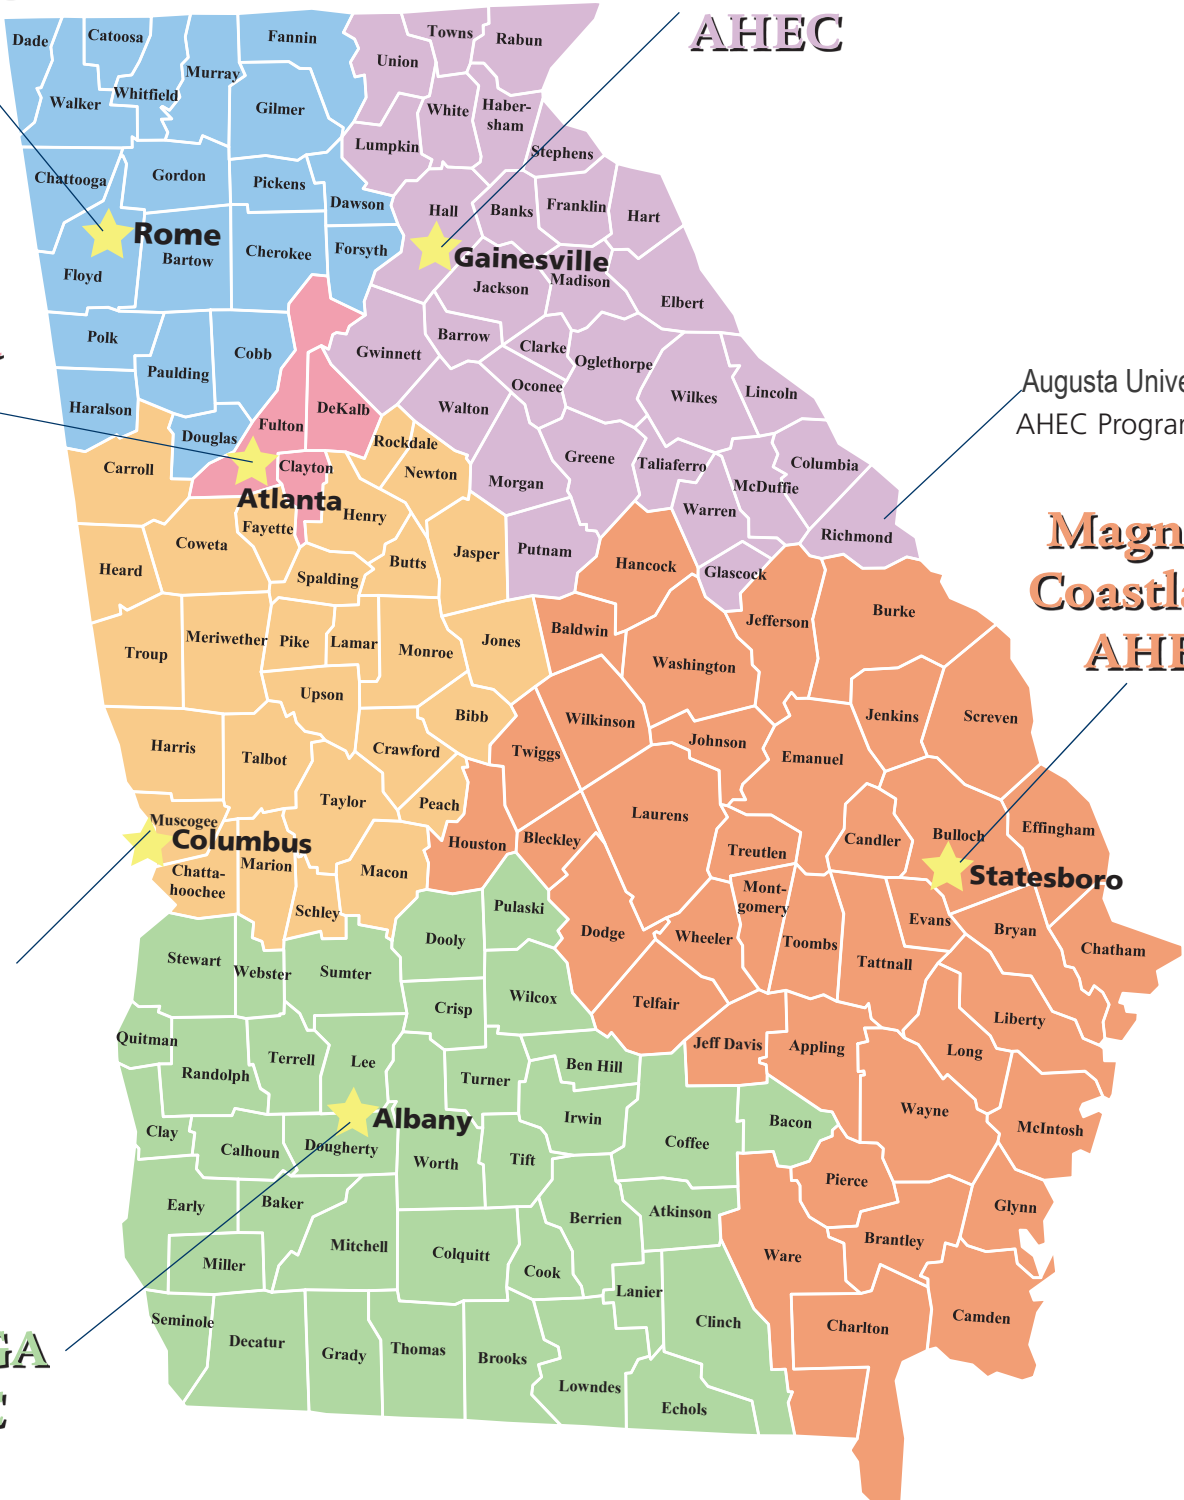 AHEC
Towns
Rabun
Dade
Catoosa
Fannin
Union
Murray
Walker
Whitfield
Gilmer
White
Haber-
sham
Lumpkin
Stephens
Chattooga
Gordon
Pickens
Dawson
Hall
Banks
Franklin
Hart
Rome
Bartow
Cherokee
Forsyth
Gainesville
Floyd
Jackson
Madison
Elbert
Polk
Cobb
Gwinnett
Barrow
Clarke
Oglethorpe
Paulding
Oconee
Wilkes
Lincoln
Augusta Unive
AHEC Progra
Haralson
Fulton
DeKalb
Walton
Douglas
Rockdale
Carroll
Clayton
Newton
Greene
Taliaferro
Columbia
Morgan
McDuffie
Atlanta
Warren
Fayette
Henry
Richmond
Coweta
Magn
Heard
Spalding
Butts
Jasper
Putnam
Hancock
Glascock
Coastl
Troup
Meriwether
Pike
Lamar
Monroe
Jones
Baldwin
Jefferson
Burke
AH
Washington
Upson
Bibb
Wilkinson
Jenkins
Screven
Harris
Talbot
Crawford
Twiggs
Johnson
Emanuel
Taylor
Peach
Laurens
Muscogee
Columbus
Houston
Bleckley
Treutlen
Candler
Bulloch
Effingham
Chatta-
hoochee
Marion
Macon
Statesboro
Schley
Pulaski
Mont-
gomery
Dooly
Dodge
Wheeler
Toombs
Evans
Bryan
Chatham
Stewart
Webster
Sumter
Tattnall
Crisp
Wilcox
Telfair
Liberty
Quitman
Terrell
Lee
Jeff Davis
Appling
Long
Randolph
Turner
Ben Hill
Clay
Albany
Irwin
Coffee
Bacon
Wayne
McIntosh
Calhoun
Dougherty
Worth
Tift
Pierce
Early
Baker
Berrien
Atkinson
Glynn
Miller
Mitchell
Colquitt
Cook
Ware
Brantley
Lanier
Seminole
Clinch
Charlton
Camden
GA
Decatur
Grady
Thomas
Brooks
Lowndes
Echols